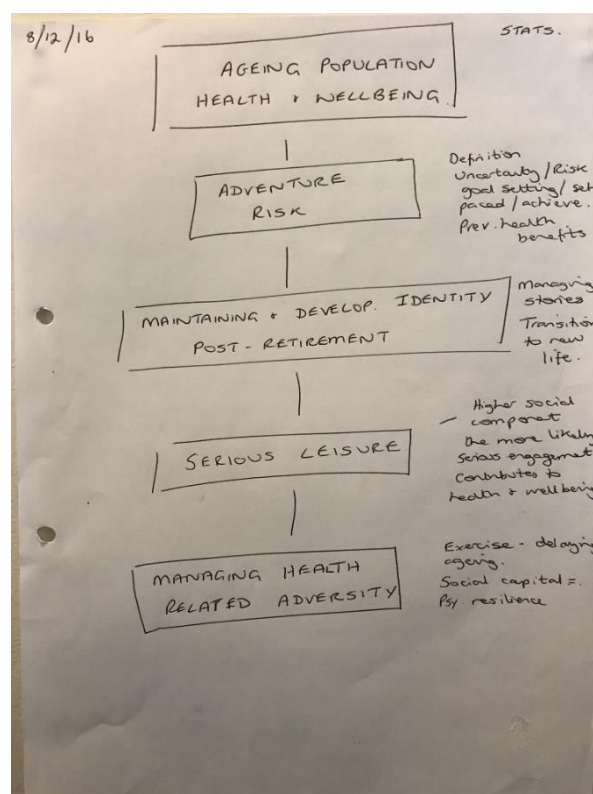 8/12/16
STATS.
AGEING POPULATION
HEALTH + WELLBEING.
ADVENTURE
RISK
Definition
Uncertainty/Risk
goal setting/set
paced/achieve.
Prev. health
benefits
MAINTAINING + DEVELOP. IDENTITY
POST-RETIREMENT
Managing
stories
Transition
to new
life.
SERIOUS LEISURE
Higher social
componet
the more likely
serious engagement
contributes to
health + wellbeing
MANAGING HEALTH
RELATED ADVERSITY
Exercise - delaying
ageing.
Social capital =.
Psy. resilience